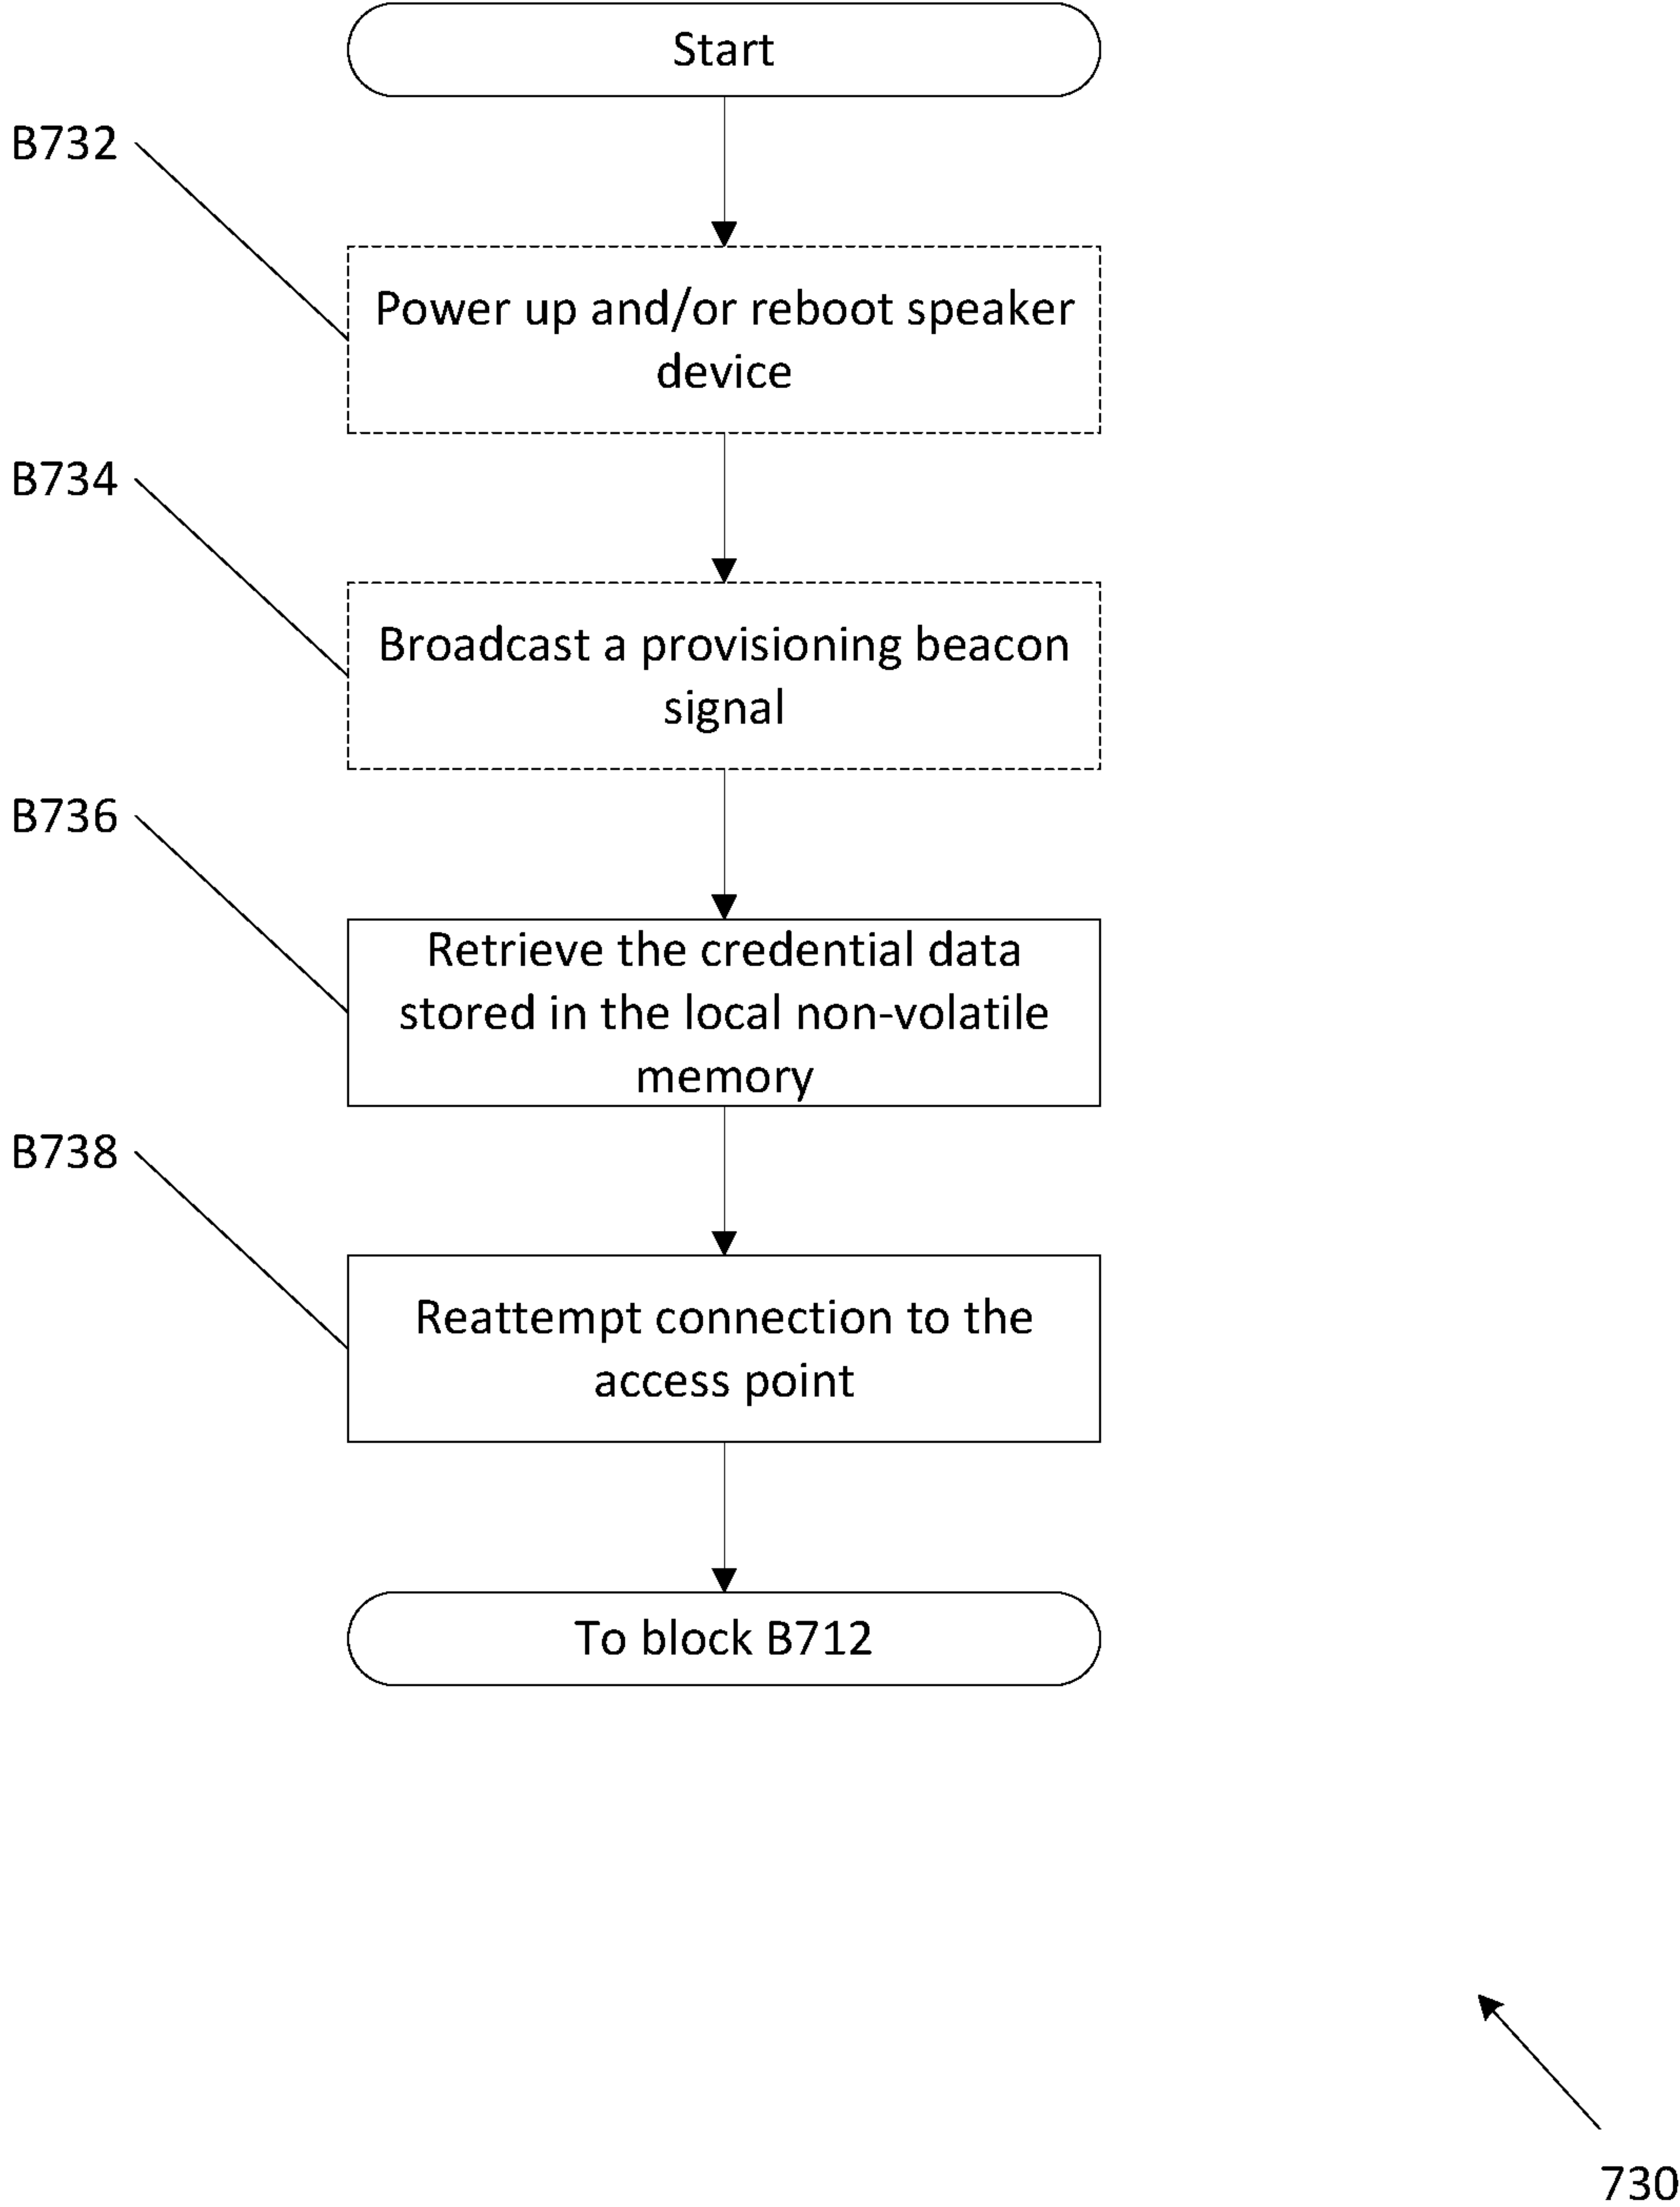 Start
B732
Power up and/or reboot speaker
device
B734
Broadcast a provisioning beacon
signal
B736
Retrieve the credential data
stored in the local non-volatile
memory
B738
Reattempt connection to the
access point
To block B712
730